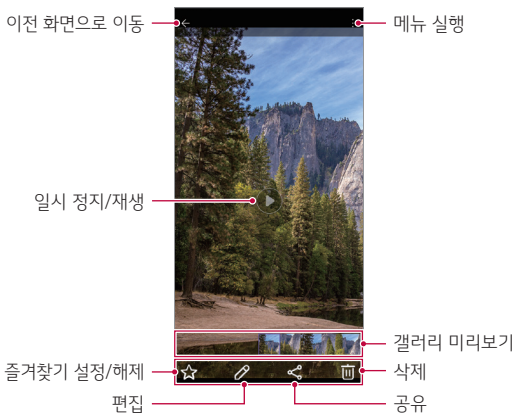 이전 화면으로 이동
메뉴 실행
일시 정지/재생
갤러리 미리보기
즐겨찾기 설정/해제
삭제
편집
공유